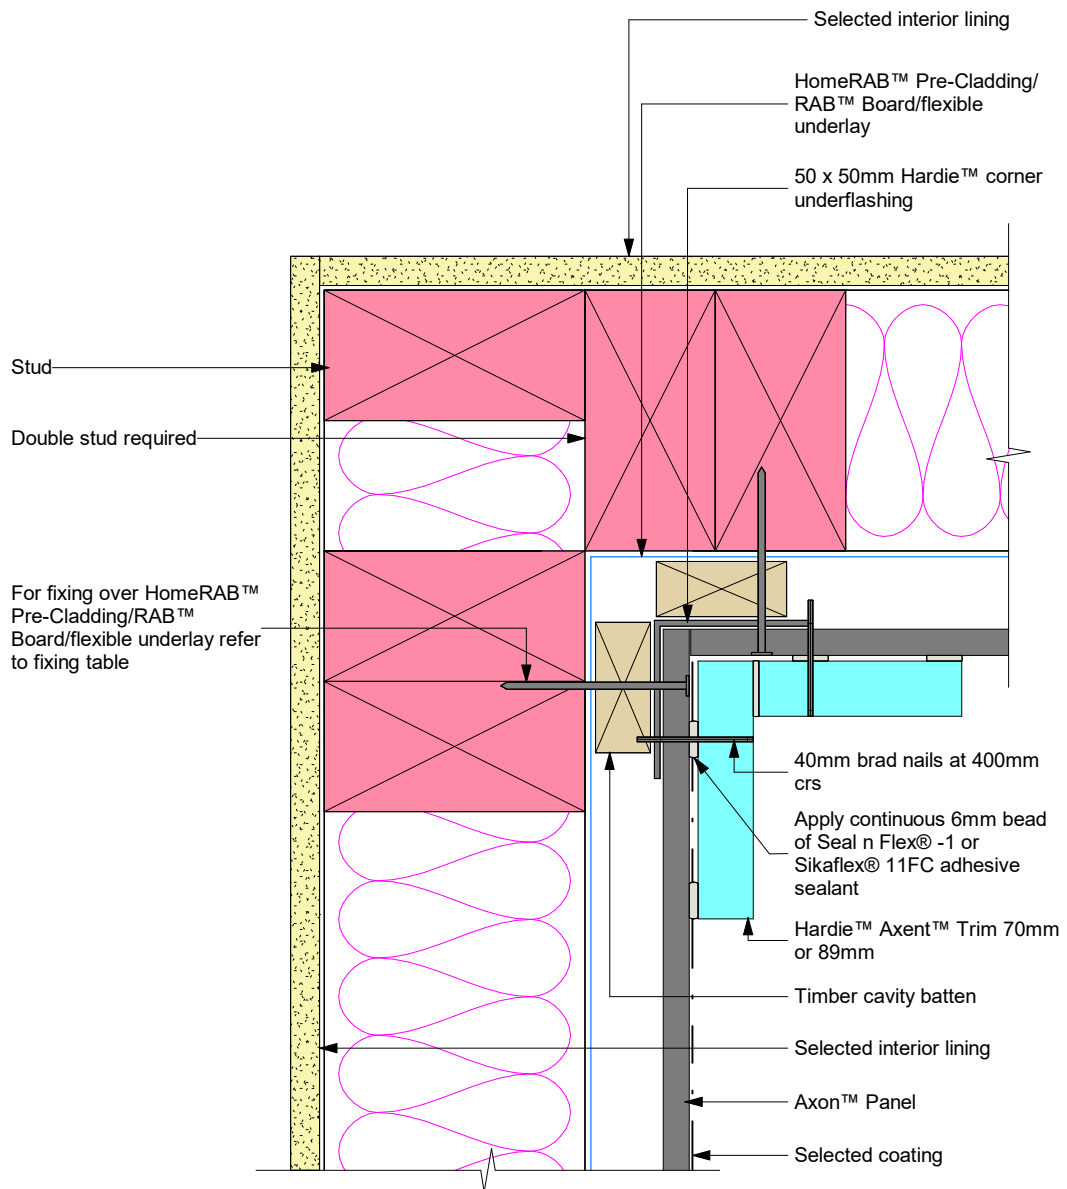 Selected interior lining
HomeRAB™ Pre-Cladding/
RAB™ Board/flexible
underlay
50 x 50mm Hardie™ corner
underflashing
Stud
Double stud required
For fixing over HomeRAB™
Pre-Cladding/RAB™
Board/flexible underlay refer
to fixing table
40mm brad nails at 400mm
crs
Apply continuous 6mm bead
of Seal n Flex® -1 or
Sikaflex® 11FC adhesive
sealant
Hardie™ Axent™ Trim 70mm
or 89mm
Timber cavity batten
Selected interior lining
Axon™ Panel
Selected coating